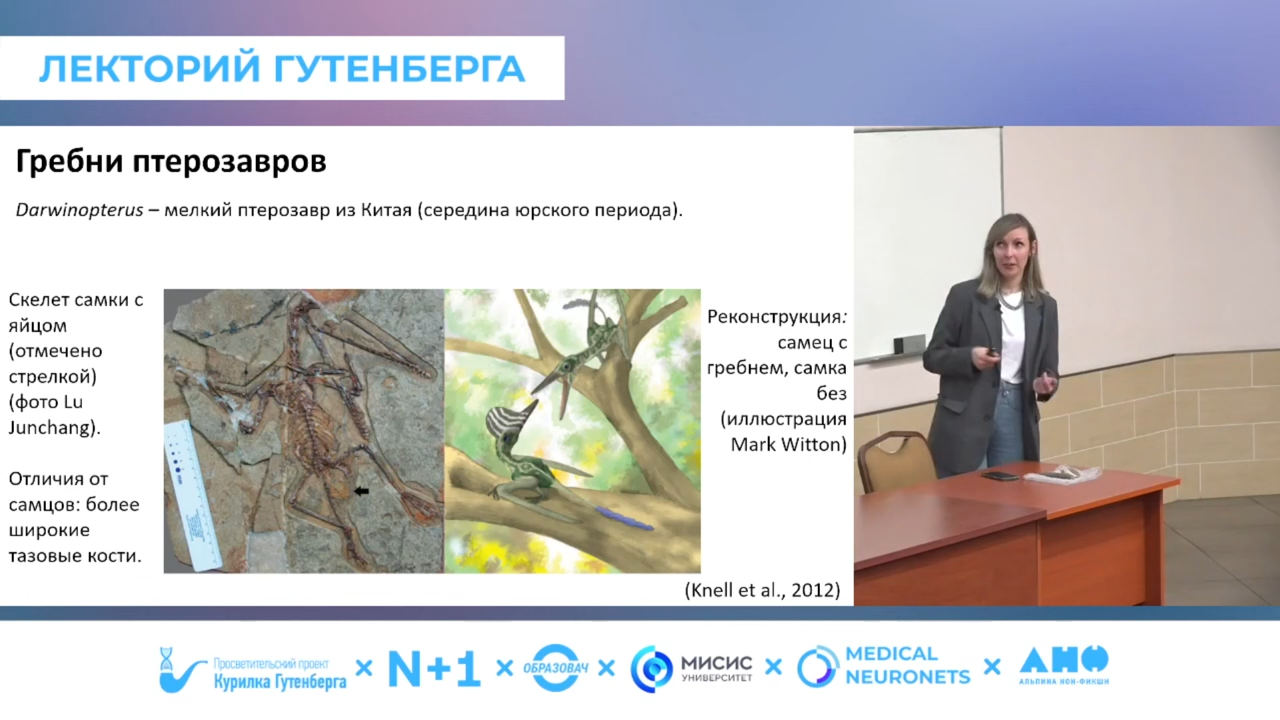 ЛЕКТОРИЙ ГУТЕНБЕРГА
Гребни птерозавров
Darwinopterus – мелкий птерозавр из Китая (середина юрского периода).
Скелет самки с
яйцом
(отмечено
стрелкой)
(фото Lu
Junchang).
Отличия от
самцов: более
широкие
тазовые кости.
Реконструкция:
самец с
гребнем, самка
без
(иллюстрация
Mark Witton)
(Knell et al., 2012)
Просветительский проект
Курилка Гутенберга
× N+1 ×
ОБРАЗОВАЧ
×
МИСИС
УНИВЕРСИТЕТ
×
MEDICAL
NEURONETS
×
АНФ
АЛЬПИНА НОН-ФИКШН